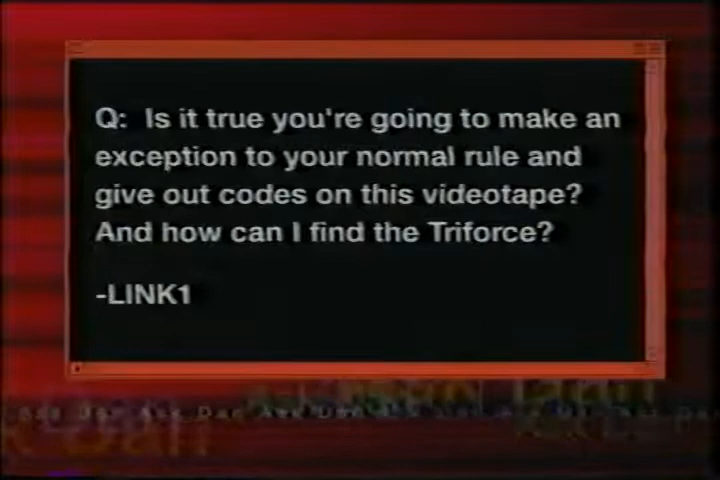 Q: Is it true you're going to make an
exception to your normal rule and
give out codes on this videotape?
And how can I find the Triforce?
-LINK1